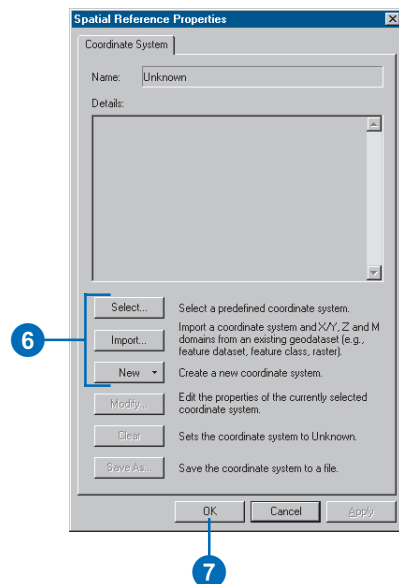 Spatial Reference Properties
Coordinate System
Name: Unknown
Details:
Select... Select a predefined coordinate system.
Import... Import a coordinate system and X/Y, Z and M
domains from an existing geodataset (e.g.,
feature dataset, feature class, raster).
New Create a new coordinate system.
Modify... Edit the properties of the currently selected
coordinate system.
Clear Sets the coordinate system to Unknown.
Save As... Save the coordinate system to a file.
OK Cancel Apply
6
7